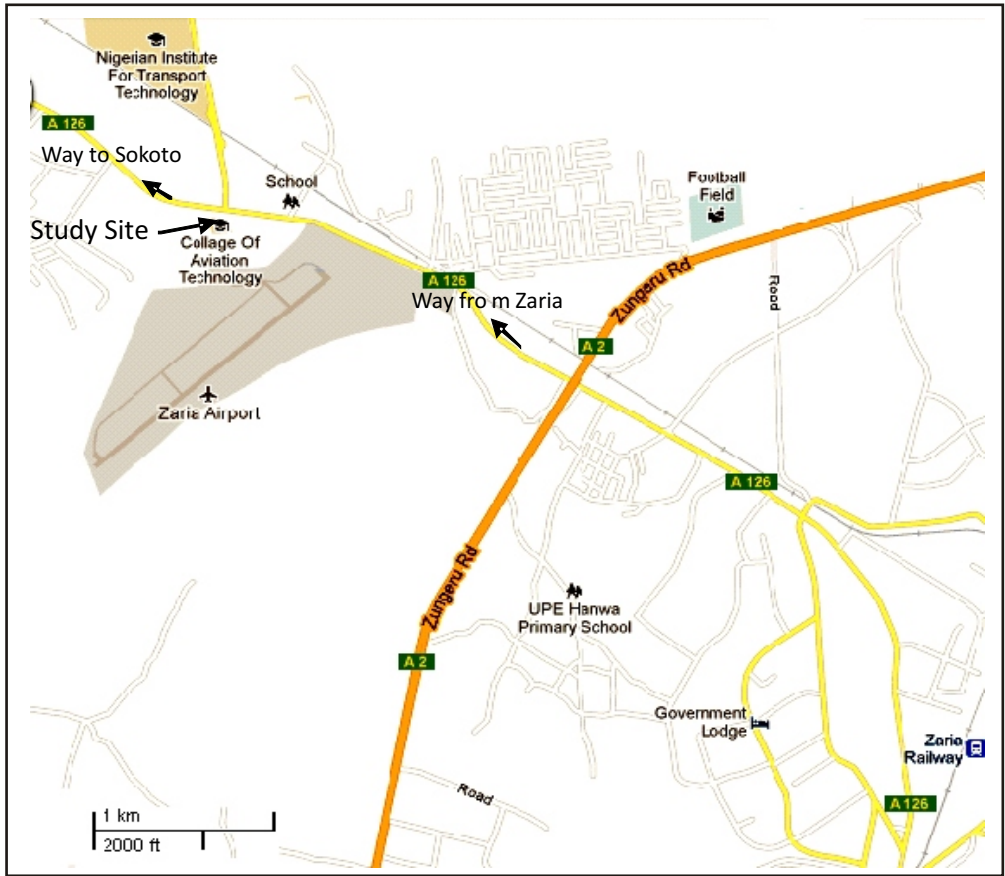 Nigerian Institute
For Transport
Technology
A 126
Way to Sokoto
School
Football
Field
Study Site
Collage Of
Aviation
Technology
A 126
Way fro m Zaria
Zungeru Rd
Road
A 2
Zaria Airport
A 126
Zungeru Rd
UPE Hanwa
Primary School
A 2
Government
Lodge
Zaria
Railway
Road
A 126
1 km
2000 ft